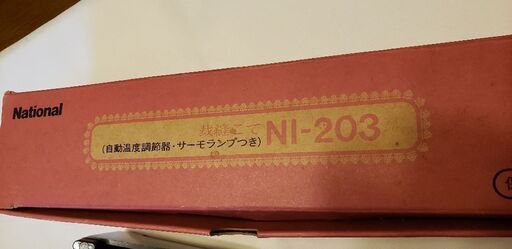 National
裁縫こて
(自動温度調節器・サーモランプつき)
NI-203